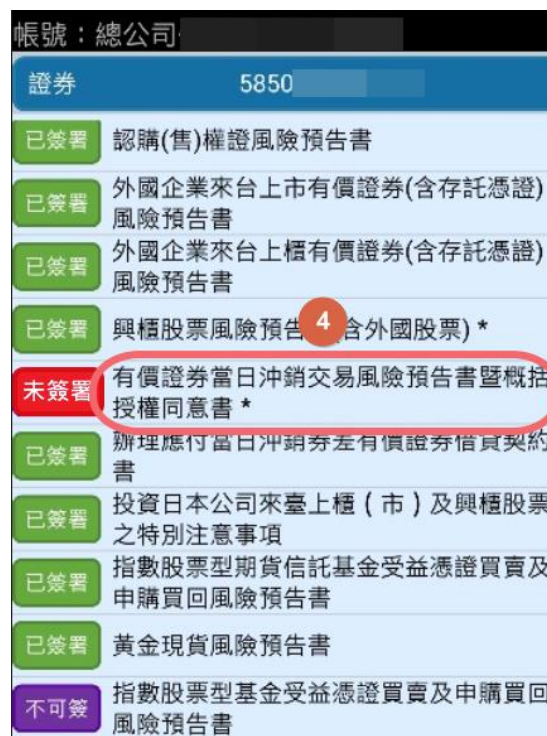 帳號：總公司
證券 5850
已簽署 認購(售)權證風險預告書
已簽署 外國企業來台上市有價證券(含存託憑證)
風險預告書
已簽署 外國企業來台上櫃有價證券(含存託憑證)
風險預告書
已簽署 興櫃股票風險預告 4 含外國股票) *
未簽署 有價證券當日沖銷交易風險預告書暨概括
授權同意書 *
已簽署 辦理應付當日沖銷券差有價證券借貸契約
書
已簽署 投資日本公司來臺上櫃（市）及興櫃股票
之特別注意事項
已簽署 指數股票型期貨信託基金受益憑證買賣及
申購買回風險預告書
已簽署 黃金現貨風險預告書
不可簽 指數股票型基金受益憑證買賣及申購買回
風險預告書